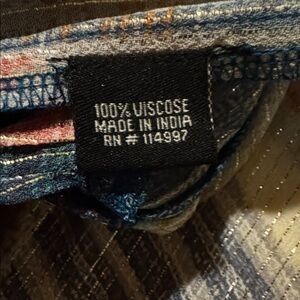 100% VISCOSE
MADE IN INDIA
RN # 114997